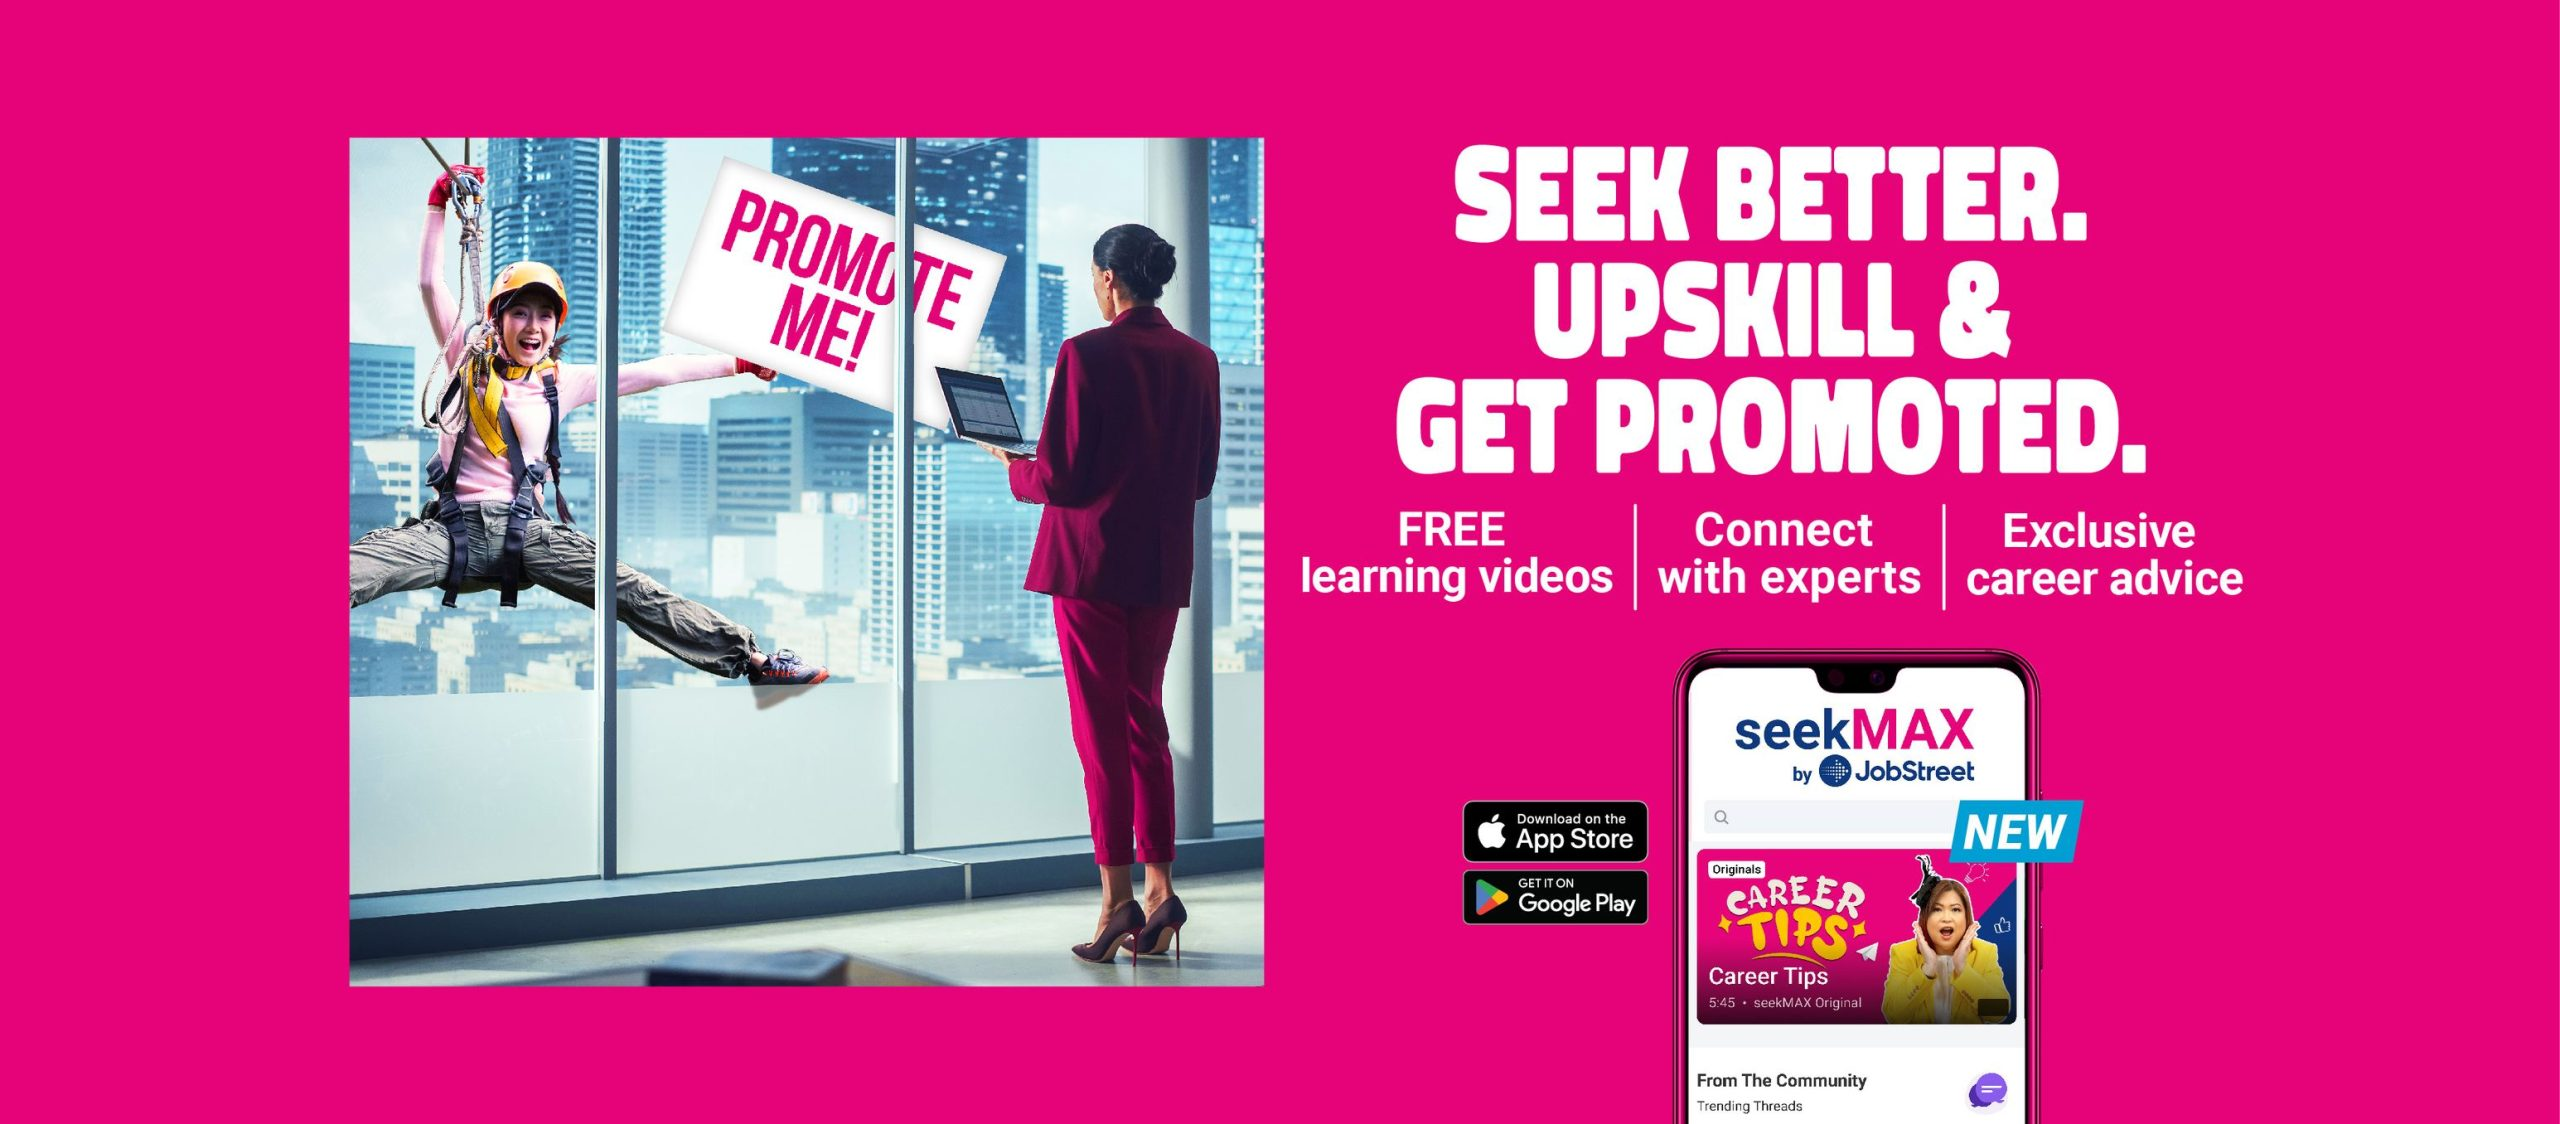 PROMOTE
ME!
SEEK BETTER.
UPSKILL &
GET PROMOTED.
FREE
learning videos
Connect
with experts
Exclusive
career advice
seekMAX
by JobStreet
Download on the
App Store
GET IT ON
Google Play
NEW
Originals
CAREER
TIPS
Career Tips
5:45 • seekMAX Original
From The Community
Trending Threads